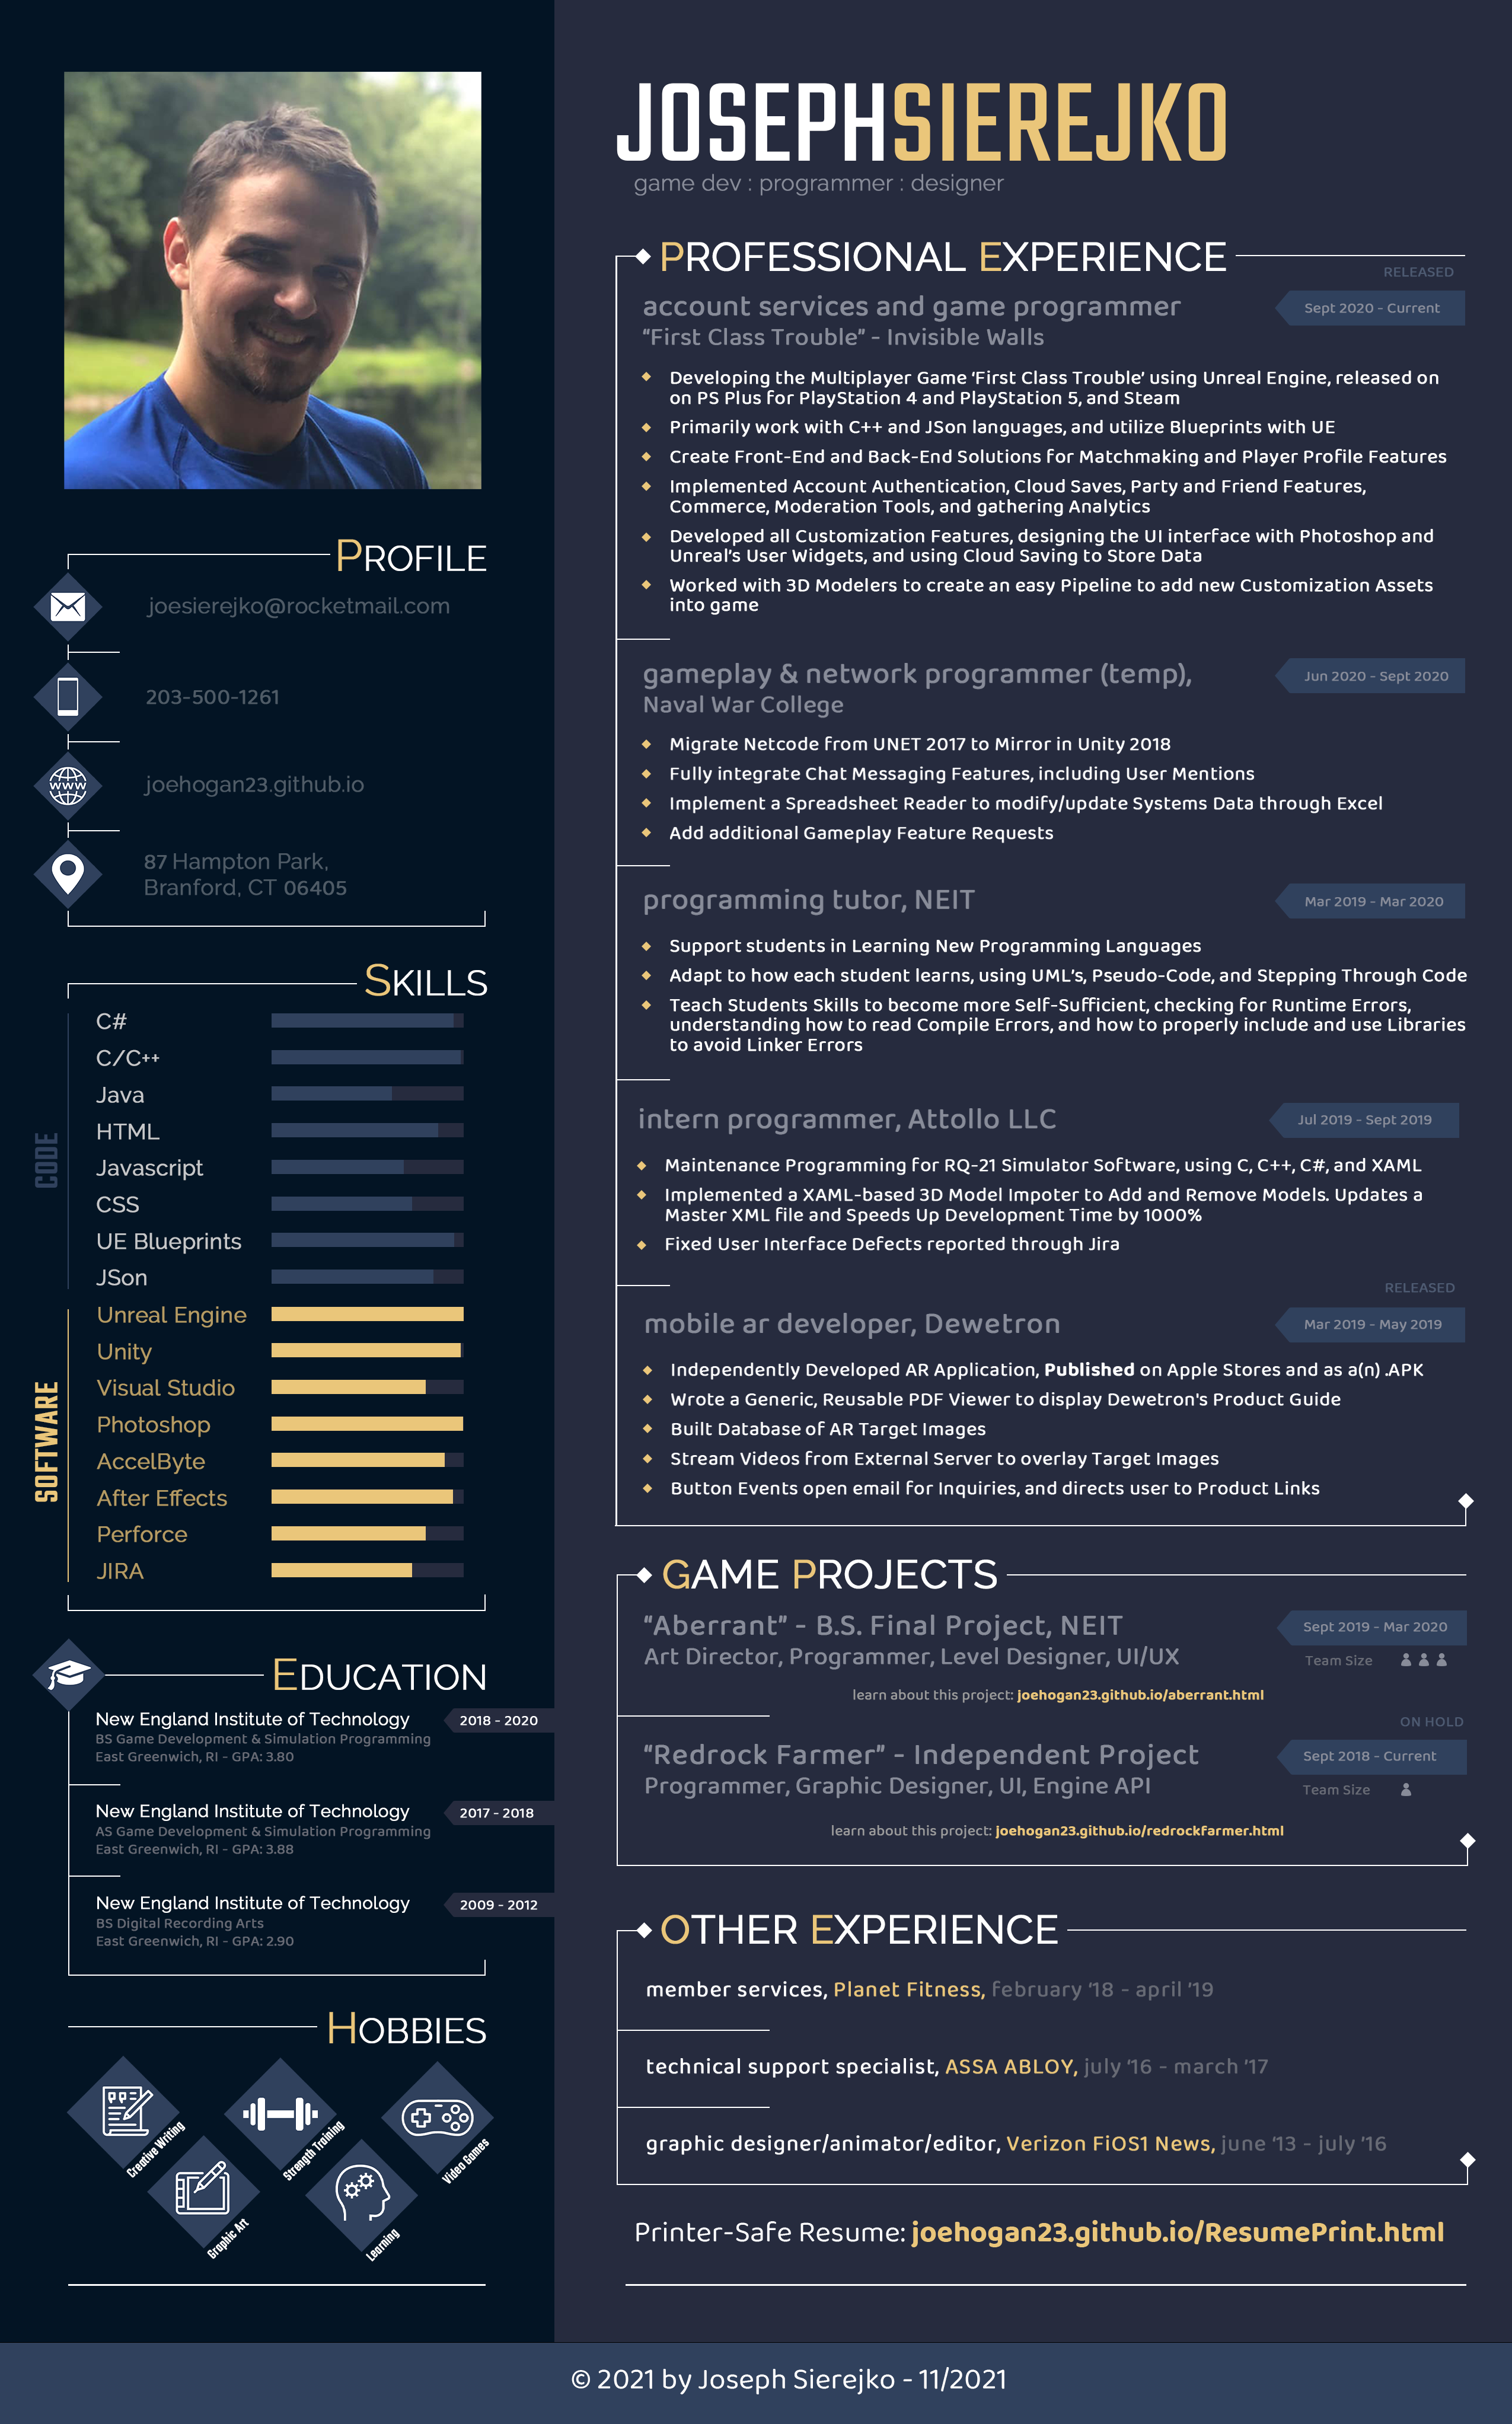 JOSEPHSIEREJKO
game dev : programmer : designer
PROFILE
joesierejko@rocketmail.com
203-500-1261
www
joehogan23.github.io
87 Hampton Park,
Branford, CT 06405
SKILLS
CODE
C#
C/C++
Java
HTML
Javascript
CSS
UE Blueprints
JSon
SOFTWARE
Unreal Engine
Unity
Visual Studio
Photoshop
AccelByte
After Effects
Perforce
JIRA
EDUCATION
New England Institute of Technology 2018 - 2020
BS Game Development & Simulation Programming
East Greenwich, RI - GPA: 3.80
New England Institute of Technology 2017 - 2018
AS Game Development & Simulation Programming
East Greenwich, RI - GPA: 3.88
New England Institute of Technology 2009 - 2012
BS Digital Recording Arts
East Greenwich, RI - GPA: 2.90
HOBBIES
Creative Writing
Strength Training
Video Games
Graphic Art
Learning
PROFESSIONAL EXPERIENCE
RELEASED
account services and game programmer Sept 2020 - Current
"First Class Trouble" - Invisible Walls
Developing the Multiplayer Game 'First Class Trouble' using Unreal Engine, released on
on PS Plus for PlayStation 4 and PlayStation 5, and Steam
Primarily work with C++ and JSon languages, and utilize Blueprints with UE
Create Front-End and Back-End Solutions for Matchmaking and Player Profile Features
Implemented Account Authentication, Cloud Saves, Party and Friend Features,
Commerce, Moderation Tools, and gathering Analytics
Developed all Customization Features, designing the UI interface with Photoshop and
Unreal's User Widgets, and using Cloud Saving to Store Data
Worked with 3D Modelers to create an easy Pipeline to add new Customization Assets
into game
gameplay & network programmer (temp), Jun 2020 - Sept 2020
Naval War College
Migrate Netcode from UNET 2017 to Mirror in Unity 2018
Fully integrate Chat Messaging Features, including User Mentions
Implement a Spreadsheet Reader to modify/update Systems Data through Excel
Add additional Gameplay Feature Requests
programming tutor, NEIT Mar 2019 - Mar 2020
Support students in Learning New Programming Languages
Adapt to how each student learns, using UML's, Pseudo-Code, and Stepping Through Code
Teach Students Skills to become more Self-Sufficient, checking for Runtime Errors,
understanding how to read Compile Errors, and how to properly include and use Libraries
to avoid Linker Errors
intern programmer, Attollo LLC Jul 2019 - Sept 2019
Maintenance Programming for RQ-21 Simulator Software, using C, C++, C#, and XAML
Implemented a XAML-based 3D Model Impoter to Add and Remove Models. Updates a
Master XML file and Speeds Up Development Time by 1000%
Fixed User Interface Defects reported through Jira
RELEASED
mobile ar developer, Dewetron Mar 2019 - May 2019
Independently Developed AR Application, Published on Apple Stores and as a(n) .APK
Wrote a Generic, Reusable PDF Viewer to display Dewetron's Product Guide
Built Database of AR Target Images
Stream Videos from External Server to overlay Target Images
Button Events open email for Inquiries, and directs user to Product Links
GAME PROJECTS
"Aberrant" - B.S. Final Project, NEIT Sept 2019 - Mar 2020
Art Director, Programmer, Level Designer, UI/UX Team Size
learn about this project: joehogan23.github.io/aberrant.html
ON HOLD
"Redrock Farmer" - Independent Project Sept 2018 - Current
Programmer, Graphic Designer, UI, Engine API Team Size
learn about this project: joehogan23.github.io/redrockfarmer.html
OTHER EXPERIENCE
member services, Planet Fitness, february '18 - april '19
technical support specialist, ASSA ABLOY, july '16 - march '17
graphic designer/animator/editor, Verizon FiOS1 News, june '13 - july '16
Printer-Safe Resume: joehogan23.github.io/ResumePrint.html
© 2021 by Joseph Sierejko - 11/2021